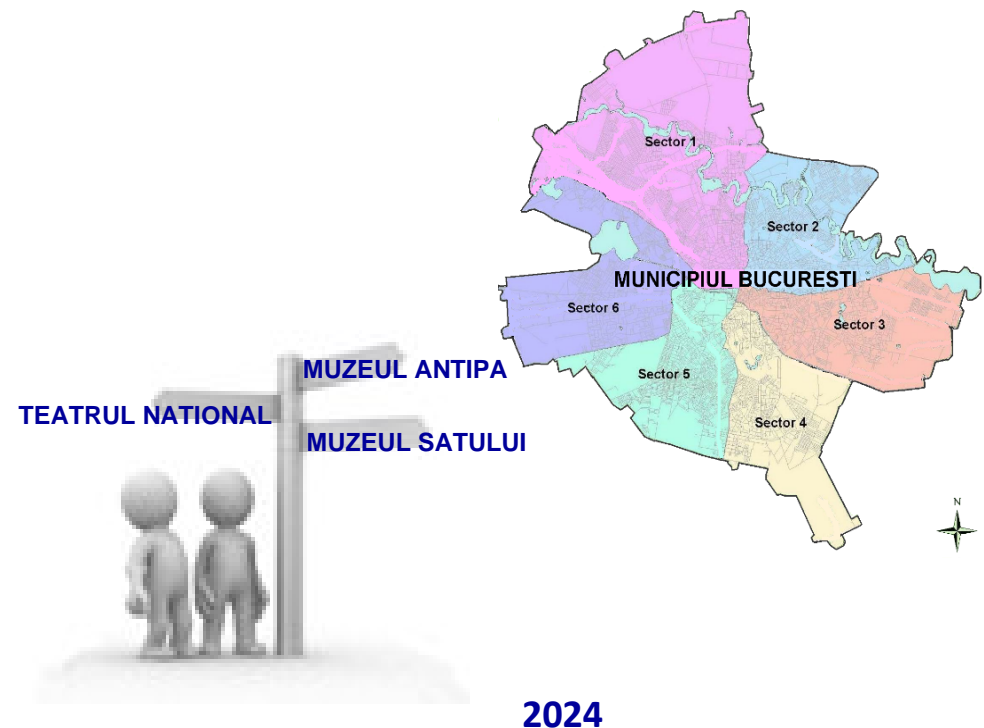 Sector 1
Sector 2
MUNICIPIUL BUCURESTI
Sector 6
Sector 3
Sector 5
Sector 4
MUZEUL ANTIPA
TEATRUL NATIONAL
MUZEUL SATULUI
N
2024